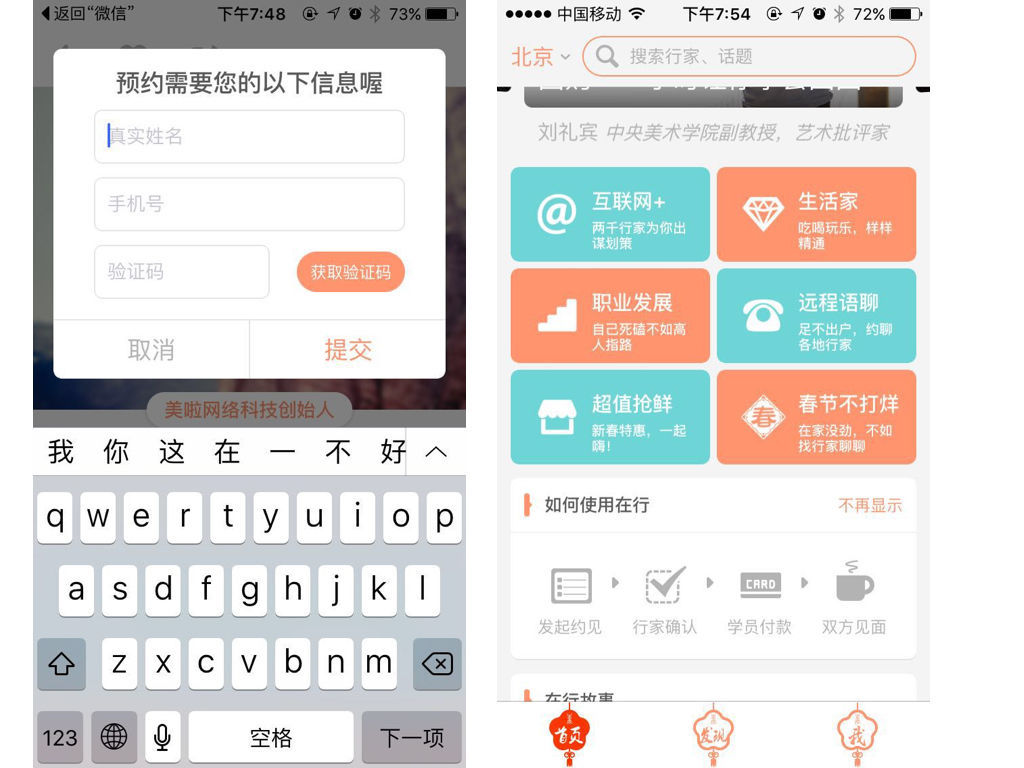 返回“微信”
下午7:48
73%
预约需要您的以下信息喔
真实姓名
手机号
验证码
获取验证码
取消
提交
美啦网络科技创始人
我 你 这 在 一 不 好
q w e r t y u i o p
a s d f g h j k l
z x c v b n m
123
空格
下一项
中国移动
下午7:54
72%
北京
搜索行家、话题
刘礼宾 中央美术学院副教授，艺术批评家
@
互联网+
两千行家为你出
谋划策
生活家
吃喝玩乐，样样
精通
职业发展
自己死磕不如高
人指路
远程语聊
足不出户，约聊
各地行家
超值抢鲜
新春特惠，一起
嗨！
春
春节不打烊
在家没劲，不如
找行家聊聊
如何使用在行
不再显示
CARD
发起约见
行家确认
学员付款
双方见面
在行故事
首页
发现
我